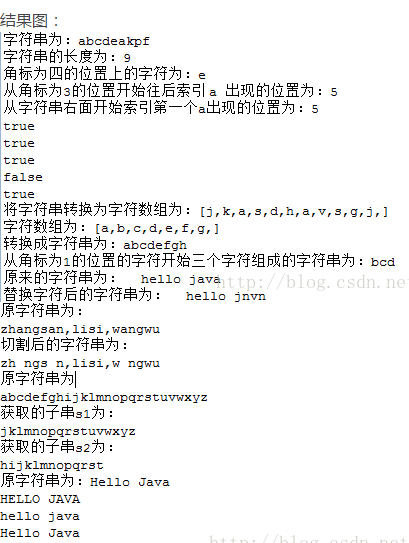 结果图：
字符串为：abcdeakpf
字符串的长度为：9
角标为四的位置上的字符为：e
从角标为3的位置开始往后索引a 出现的位置为：5
从字符串右面开始索引第一个a出现的位置为：5
true
true
true
false
true
将字符串转换为字符数组为：[j,k,a,s,d,h,a,v,s,g,j,]
字符数组为：[a,b,c,d,e,f,g,]
转换成字符串为：abcdefgh
从角标为1的位置的字符开始三个字符组成的字符串为：bcd
http://blog.csdn.net
原来的字符串为： hello java
替换字符后的字符串为： hello jnvn
原字符串为：
zhangsan,lisi,wangwu
切割后的字符串为：
zh ngs n,lisi,w ngwu
原字符串为
abcdefghijklmnopqrstuvwxyz
获取的子串s1为：
jklmnopqrstuvwxyz
获取的子串s2为：
hijklmnopqrst
原字符串为：Hello Java
HELLO JAVA
hello java
Hello Java
http://blog.csdn.net